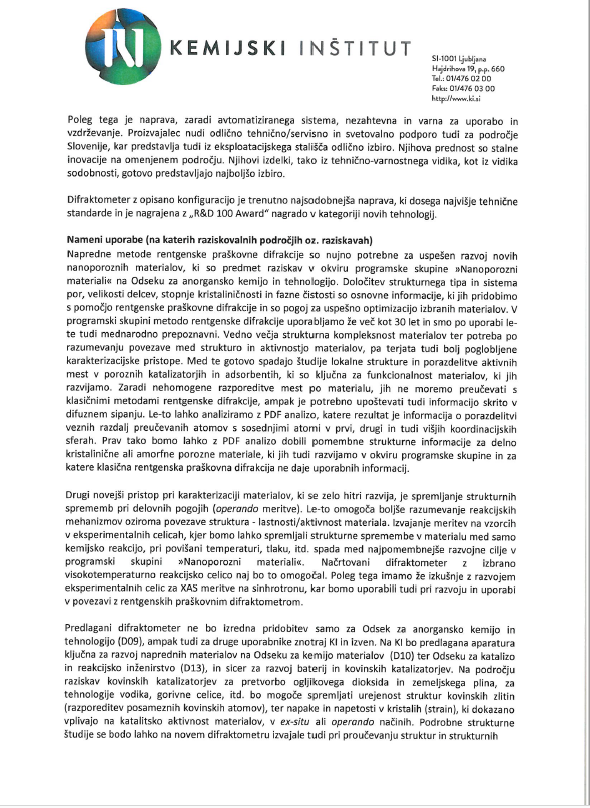 KEMIJSKI INŠTITUT
SI-1001 Ljubljana
Hajdrihova 19, p.p. 660
Tel.: 01/476 02 00
Faks: 01/476 03 00
http://www.ki.si
Poleg tega je naprava, zaradi avtomatiziranega sistema, nezahtevna in varna za uporabo in
vzdrževanje. Proizvajalec nudi odlično tehnično/servisno in svetovalno podporo tudi za področje
Slovenije, kar predstavlja tudi iz eksploatacijskega stališča odlično izbiro. Njihova prednost so stalne
inovacije na omenjenem področju. Njihovi izdelki, tako iz tehnično-varnostnega vidika, kot iz vidika
sodobnosti, gotovo predstavljajo najboljšo izbiro.
Difraktometer z opisano konfiguracijo je trenutno najsodobnejša naprava, ki dosega najvišje tehnične
standarde in je nagrajena z „R&D 100 Award“ nagrado v kategoriji novih tehnologij.
Nameni uporabe (na katerih raziskovalnih področjih oz. raziskavah)
Napredne metode rentgenske praškovne difrakcije so nujno potrebne za uspešen razvoj novih
nanoporoznih materialov, ki so predmet raziskav v okviru programske skupine »Nanoporozni
materiali« na Odseku za anorgansko kemijo in tehnologijo. Določitev strukturnega tipa in sistema
por, velikosti delcev, stopnje kristaliničnosti in fazne čistosti so osnovne informacije, ki jih pridobimo
s pomočjo rentgenske praškovne difrakcije in so pogoj za uspešno optimizacijo izbranih materialov. V
programski skupini metodo rentgenske difrakcije uporabljamo že več kot 30 let in smo po uporabi le-
te tudi mednarodno prepoznavni. Vedno večja strukturna kompleksnost materialov ter potreba po
razumevanju povezave med strukturo in aktivnostjo materialov, pa terjata tudi bolj poglobljene
karakterizacijske pristope. Med te gotovo spadajo študije lokalne strukture in porazdelitve aktivnih
mest v poroznih katalizatorjih in adsorbentih, ki so ključna za funkcionalnost materialov, ki jih
razvijamo. Zaradi nehomogene razporeditve mest po materialu, jih ne moremo preučevati s
klasičnimi metodami rentgenske difrakcije, ampak je potrebno upoštevati tudi informacijo skrito v
difuznem sipanju. Le-to lahko analiziramo z PDF analizo, katere rezultat je informacija o porazdelitvi
veznih razdalj preučevanih atomov s sosednjimi atomi v prvi, drugi in tudi višjih koordinacijskih
sferah. Prav tako bomo lahko z PDF analizo dobili pomembne strukturne informacije za delno
kristalinične ali amorfne porozne materiale, ki jih tudi razvijamo v okviru programske skupine in za
katere klasična rentgenska praškovna difrakcija ne daje uporabnih informacij.
Drugi novejši pristop pri karakterizaciji materialov, ki se zelo hitri razvija, je spremljanje strukturnih
sprememb pri delovnih pogojih (operando meritve). Le-to omogoča boljše razumevanje reakcijskih
mehanizmov oziroma povezave struktura - lastnosti/aktivnost materiala. Izvajanje meritev na vzorcih
v eksperimentalnih celicah, kjer bomo lahko spremljali strukturne spremembe v materialu med samo
kemijsko reakcijo, pri povišani temperaturi, tlaku, itd. spada med najpomembnejše razvojne cilje v
programski skupini »Nanoporozni materiali«. Načrtovani difraktometer z izbrano
visokotemperaturno reakcijsko celico naj bo to omogočal. Poleg tega imamo že izkušnje z razvojem
eksperimentalnih celic za XAS meritve na sinhrotronu, kar bomo uporabili tudi pri razvoju in uporabi
v povezavi z rentgenskih praškovnim difraktometrom.
Predlagani difraktometer ne bo izredna pridobitev samo za Odsek za anorgansko kemijo in
tehnologijo (D09), ampak tudi za druge uporabnike znotraj KI in izven. Na KI bo predlagana aparatura
ključna za razvoj naprednih materialov na Odseku za kemijo materialov (D10) ter Odseku za katalizo
in reakcijsko inženirstvo (D13), in sicer za razvoj baterij in kovinskih katalizatorjev. Na področju
raziskav kovinskih katalizatorjev za pretvorbo ogljikovega dioksida in zemeljskega plina, za
tehnologije vodika, gorivne celice, itd. bo mogoče spremljati urejenost struktur kovinskih zlitin
(razporeditev posameznih kovinskih atomov), ter napake in napetosti v kristalih (strain), ki dokazano
vplivajo na katalitsko aktivnost materialov, v ex-situ ali operando načinih. Podrobne strukturne
študije se bodo lahko na novem difraktometru izvajale tudi pri proučevanju struktur in strukturnih